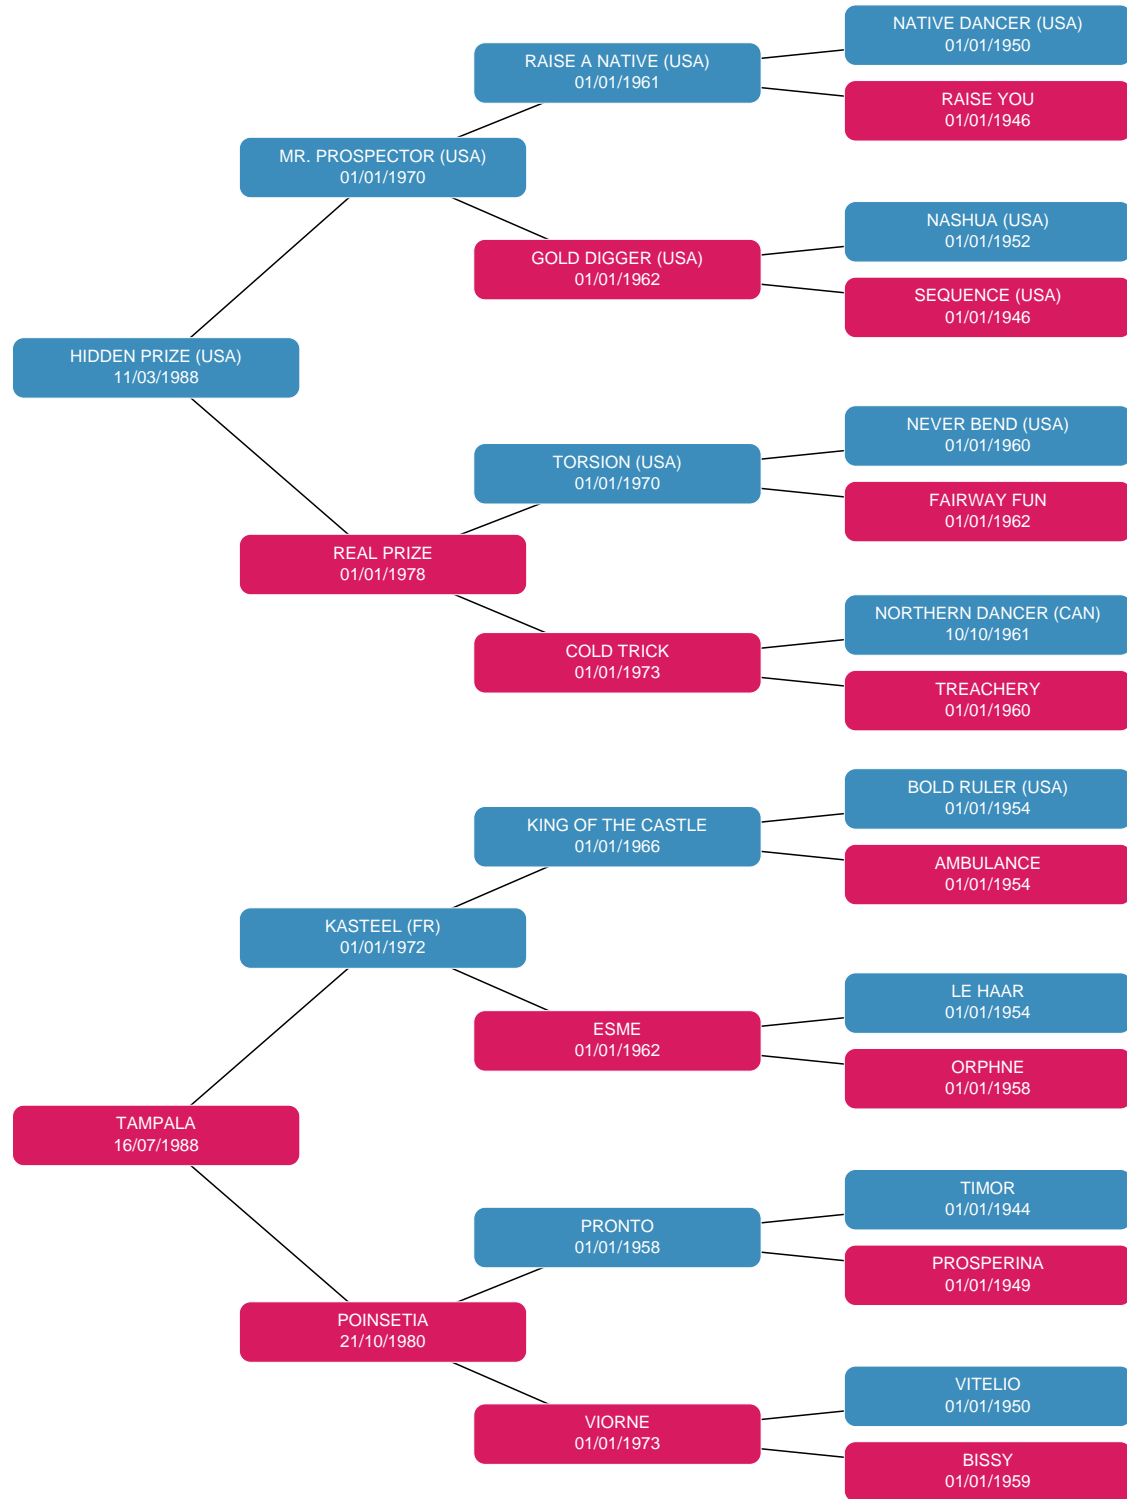 NATIVE DANCER (USA)
01/01/1950
RAISE A NATIVE (USA)
01/01/1961
RAISE YOU
01/01/1946
MR. PROSPECTOR (USA)
01/01/1970
NASHUA (USA)
01/01/1952
GOLD DIGGER (USA)
01/01/1962
SEQUENCE (USA)
01/01/1946
HIDDEN PRIZE (USA)
11/03/1988
NEVER BEND (USA)
01/01/1960
TORSION (USA)
01/01/1970
FAIRWAY FUN
01/01/1962
REAL PRIZE
01/01/1978
NORTHERN DANCER (CAN)
10/10/1961
COLD TRICK
01/01/1973
TREACHERY
01/01/1960
BOLD RULER (USA)
01/01/1954
KING OF THE CASTLE
01/01/1966
AMBULANCE
01/01/1954
KASTEEL (FR)
01/01/1972
LE HAAR
01/01/1954
ESME
01/01/1962
ORPHNE
01/01/1958
TAMPALA
16/07/1988
TIMOR
01/01/1944
PRONTO
01/01/1958
PROSPERINA
01/01/1949
POINSETIA
21/10/1980
VITELIO
01/01/1950
VIORNE
01/01/1973
BISSY
01/01/1959